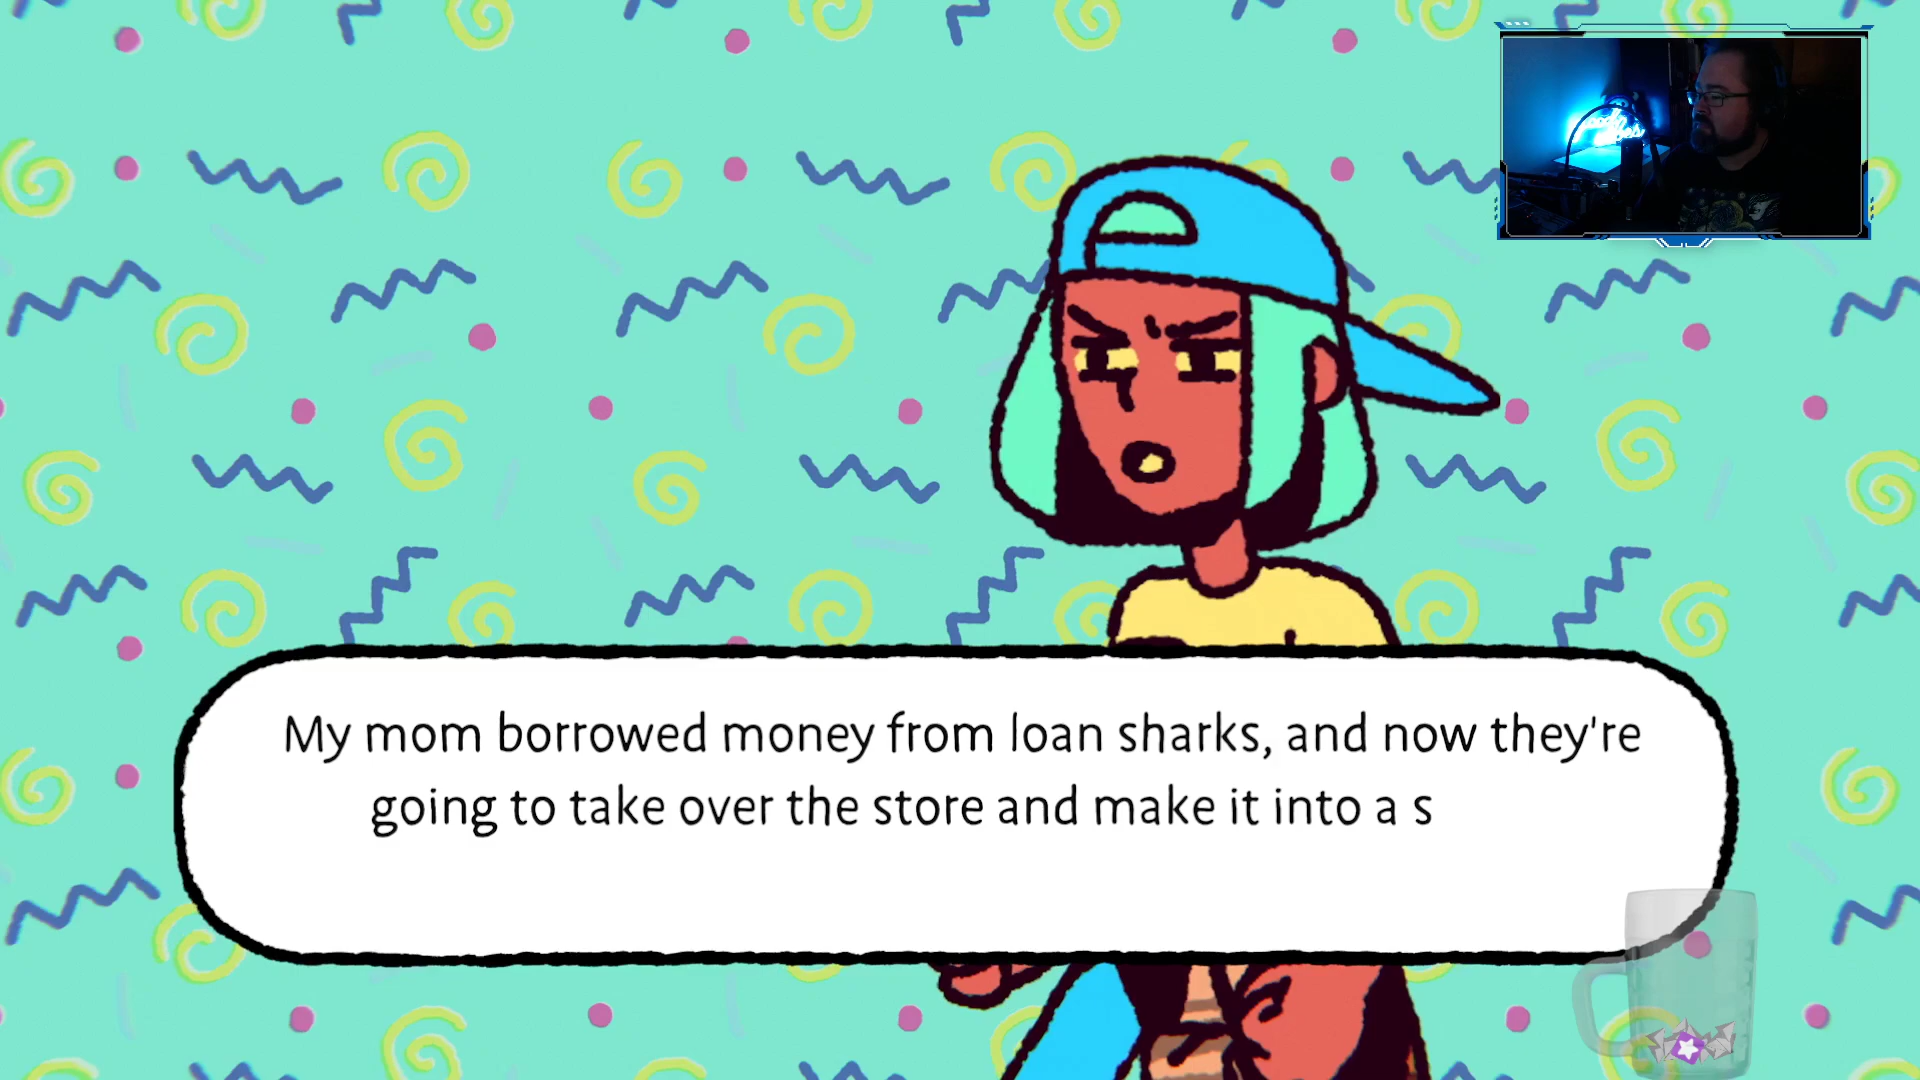 My mom borrowed money from loan sharks, and now they're
going to take over the store and make it into a s